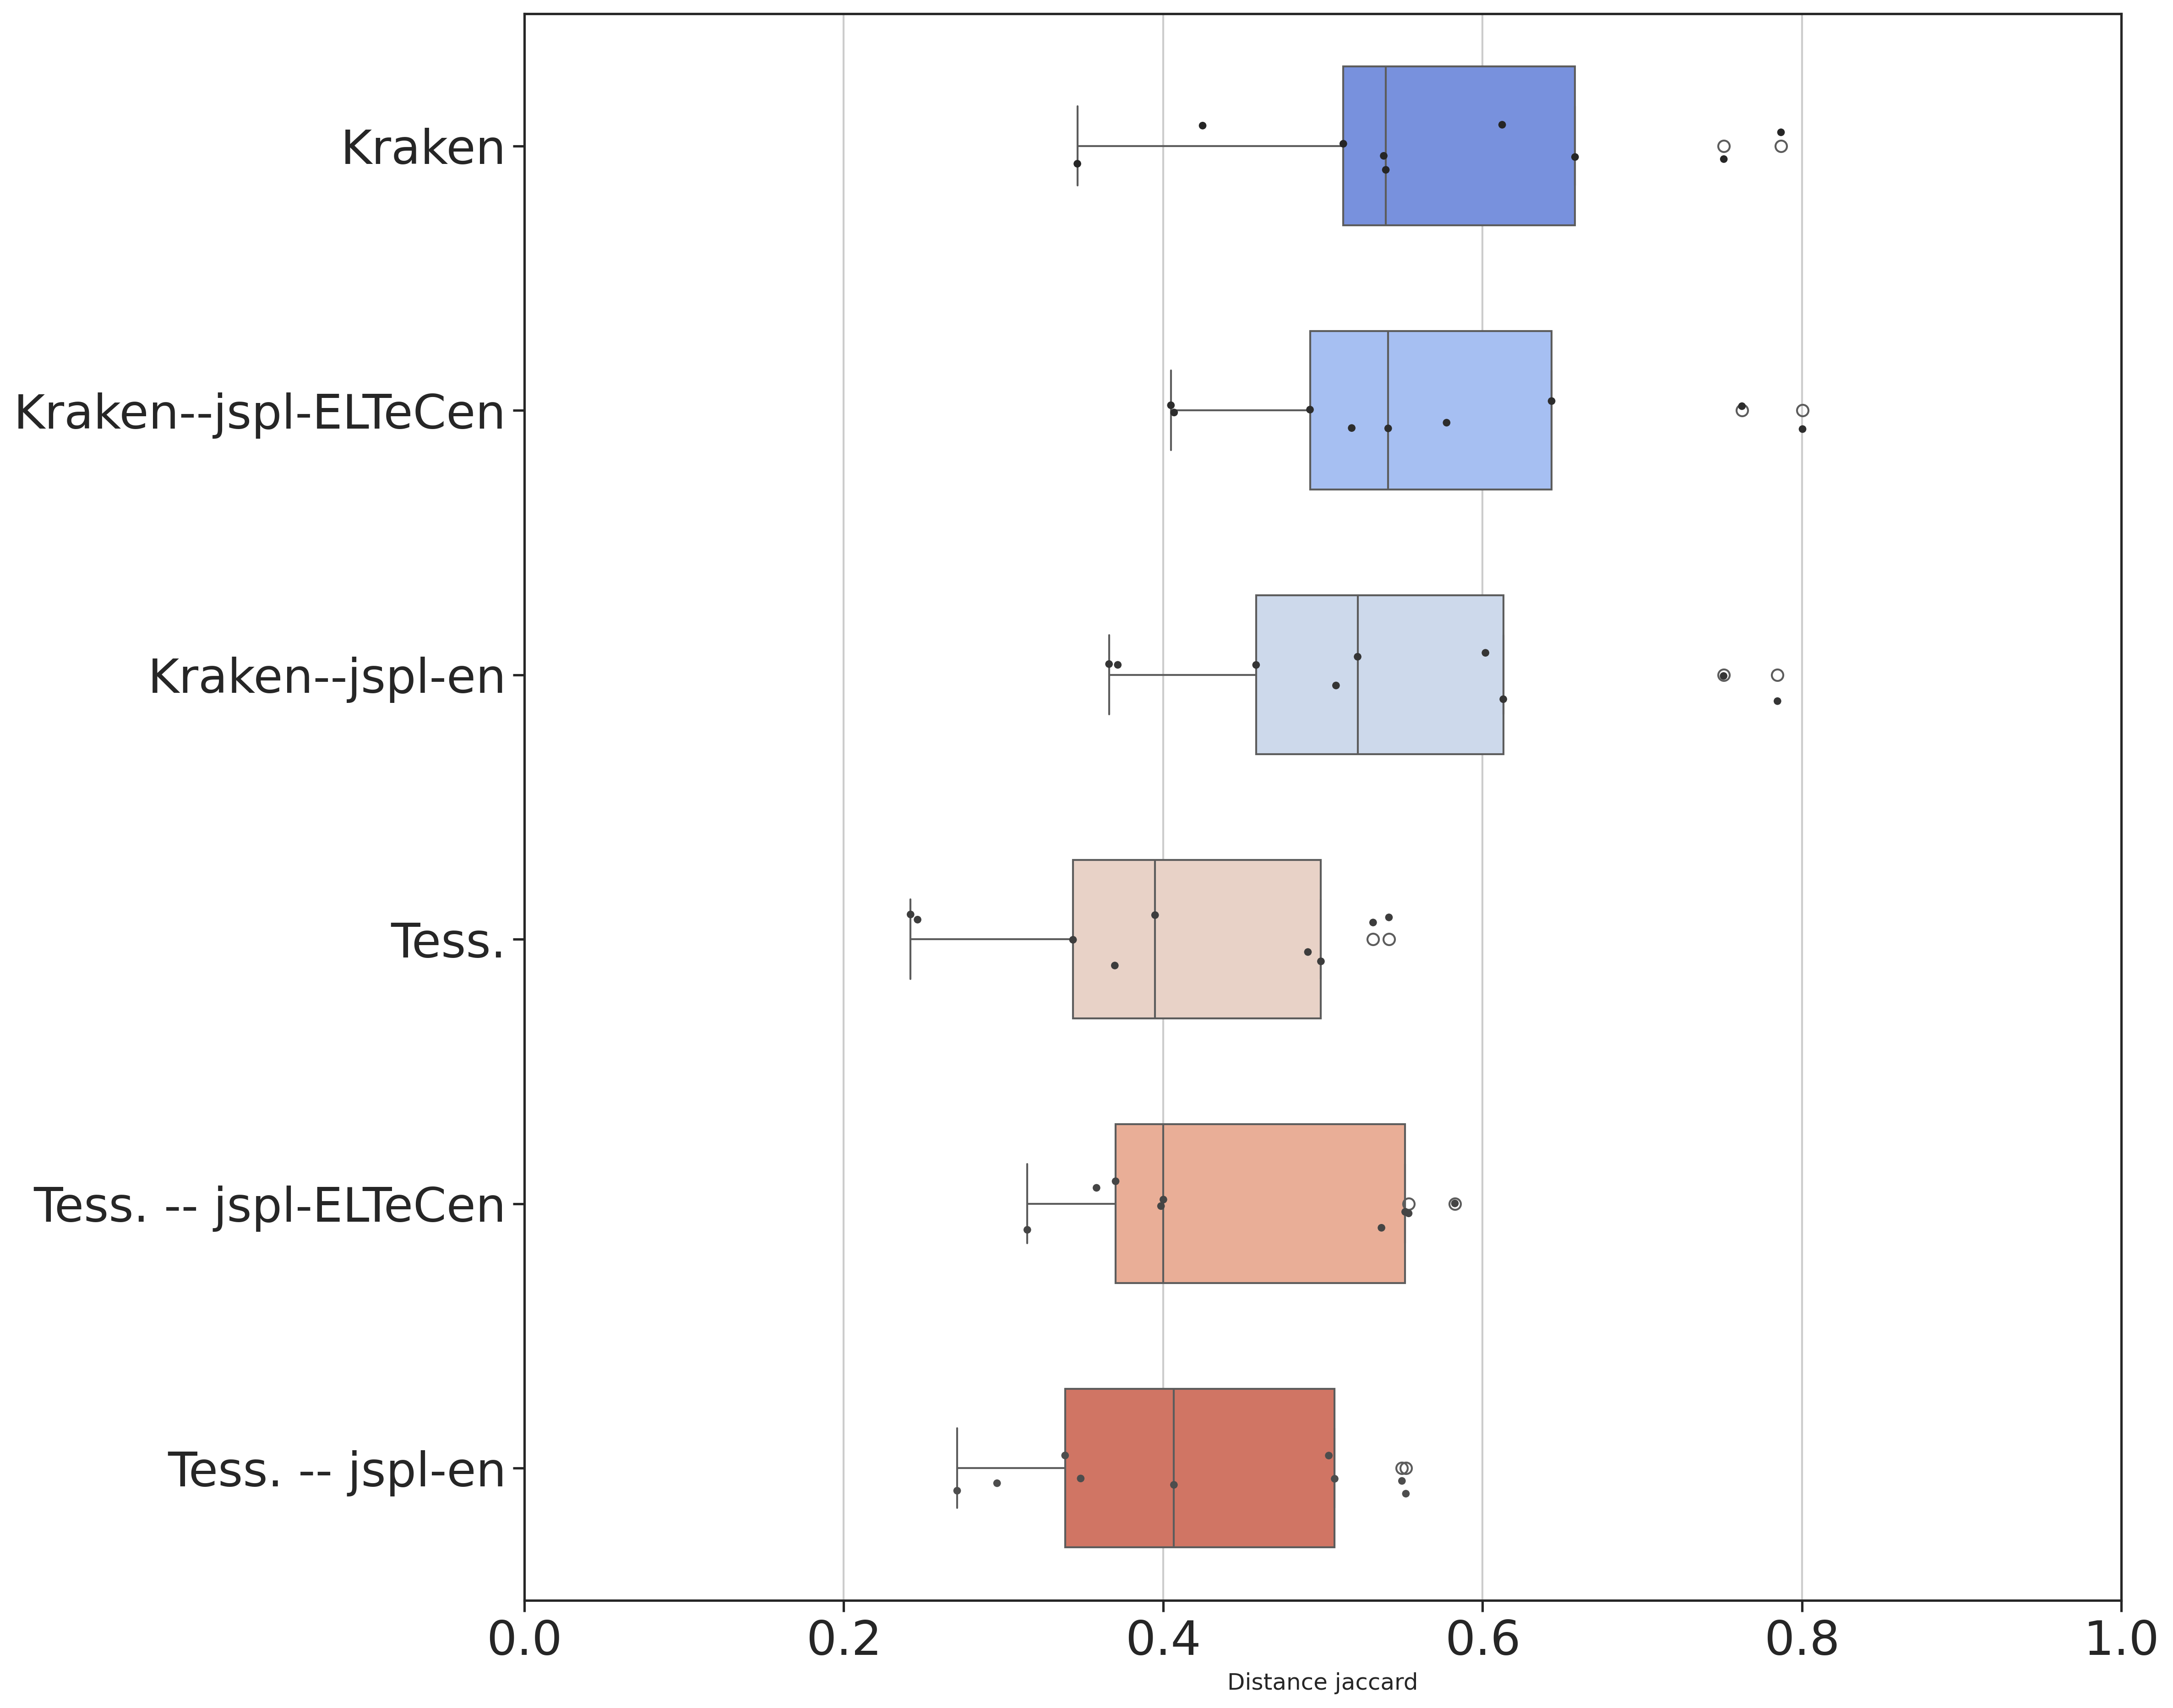 Kraken
Kraken--jspl-ELTeCen
Kraken--jspl-en
Tess.
Tess. -- jspl-ELTeCen
Tess. -- jspl-en
0.0 0.2 0.4 0.6 0.8 1.0
Distance jaccard